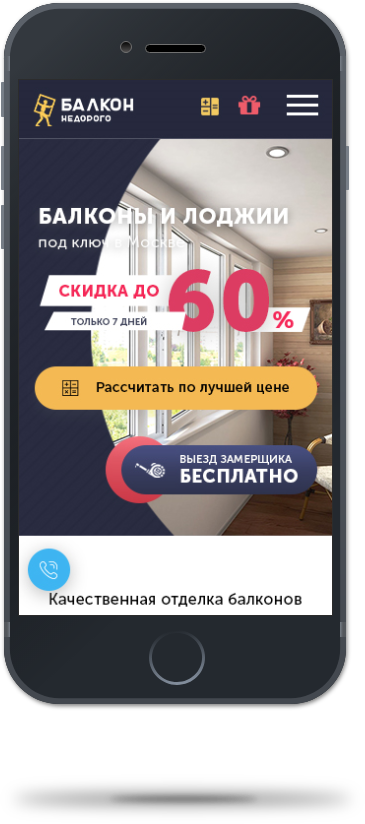 БАЛКОН
НЕДОРОГО
БАЛКОНЫ И ЛОДЖИИ
под ключ в Москве
СКИДКА ДО
60%
ТОЛЬКО 7 ДНЕЙ
Рассчитать по лучшей цене
ВЫЕЗД ЗАМЕРЩИКА
БЕСПЛАТНО
Качественная отделка балконов